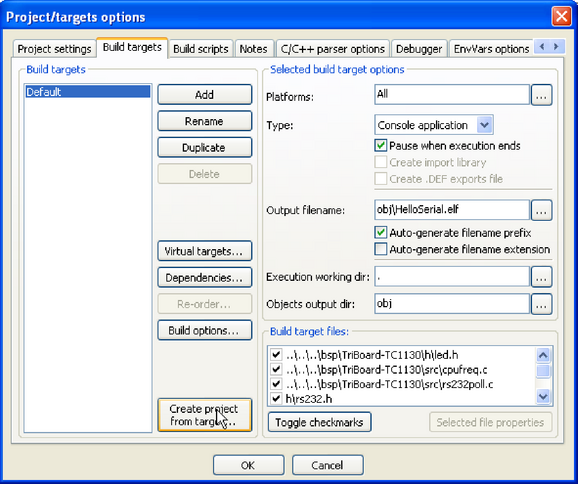 Project/targets options
Project settings
Build targets
Build scripts
Notes
C/C++ parser options
Debugger
EnvVars options
Build targets
Default
Add
Rename
Duplicate
Delete
Virtual targets...
Dependencies...
Re-order...
Build options...
Create project
from target...
Selected build target options
Platforms: All ...
Type: Console application
Pause when execution ends
Create import library
Create .DEF exports file
Output filename: obj\HelloSerial.elf ...
Auto-generate filename prefix
Auto-generate filename extension
Execution working dir: . ...
Objects output dir: obj ...
Build target files:
..\..\..\bsp\TriBoard-TC1130\h\led.h
..\..\..\bsp\TriBoard-TC1130\src\cpufreq.c
..\..\..\bsp\TriBoard-TC1130\src\rs232poll.c
h\rs232.h
Toggle checkmarks
Selected file properties
OK
Cancel